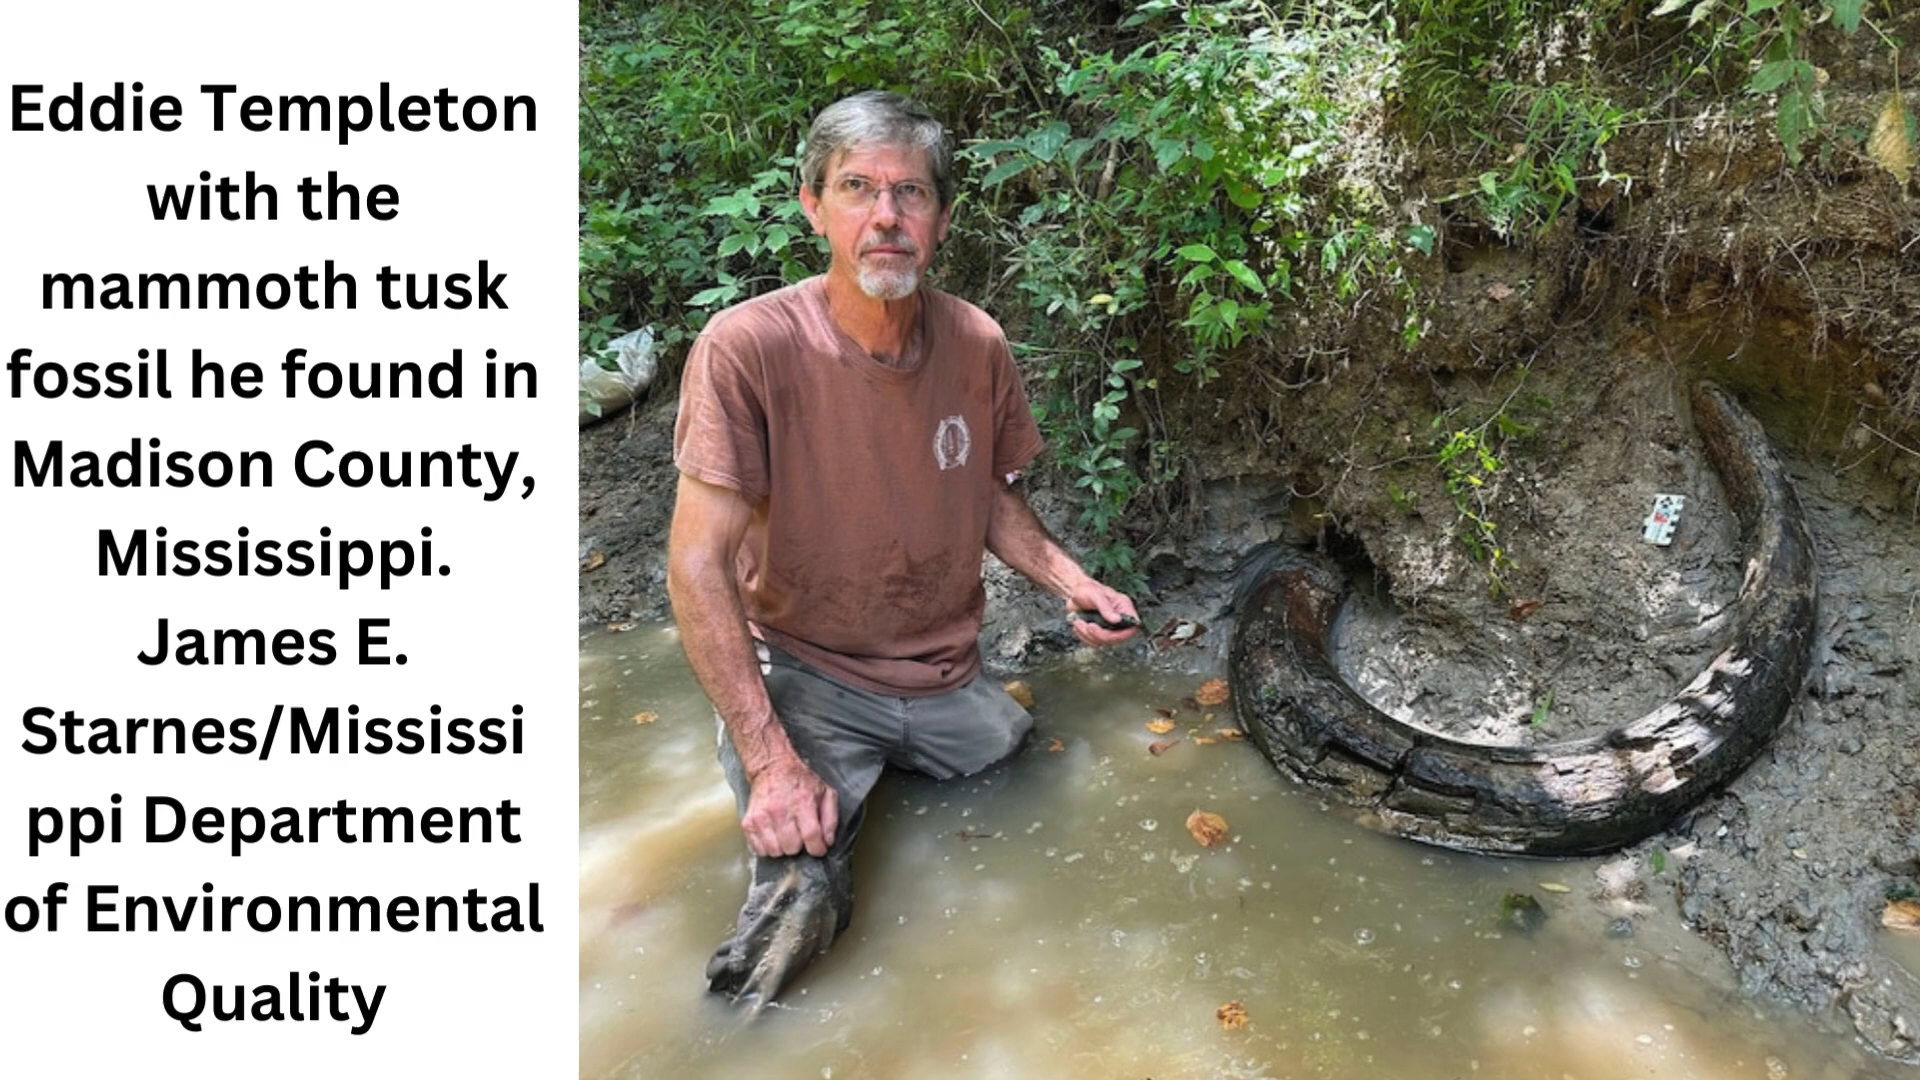 Eddie Templeton
with the
mammoth tusk
fossil he found in
Madison County,
Mississippi.
James E.
Starnes/Mississi
ppi Department
of Environmental
Quality